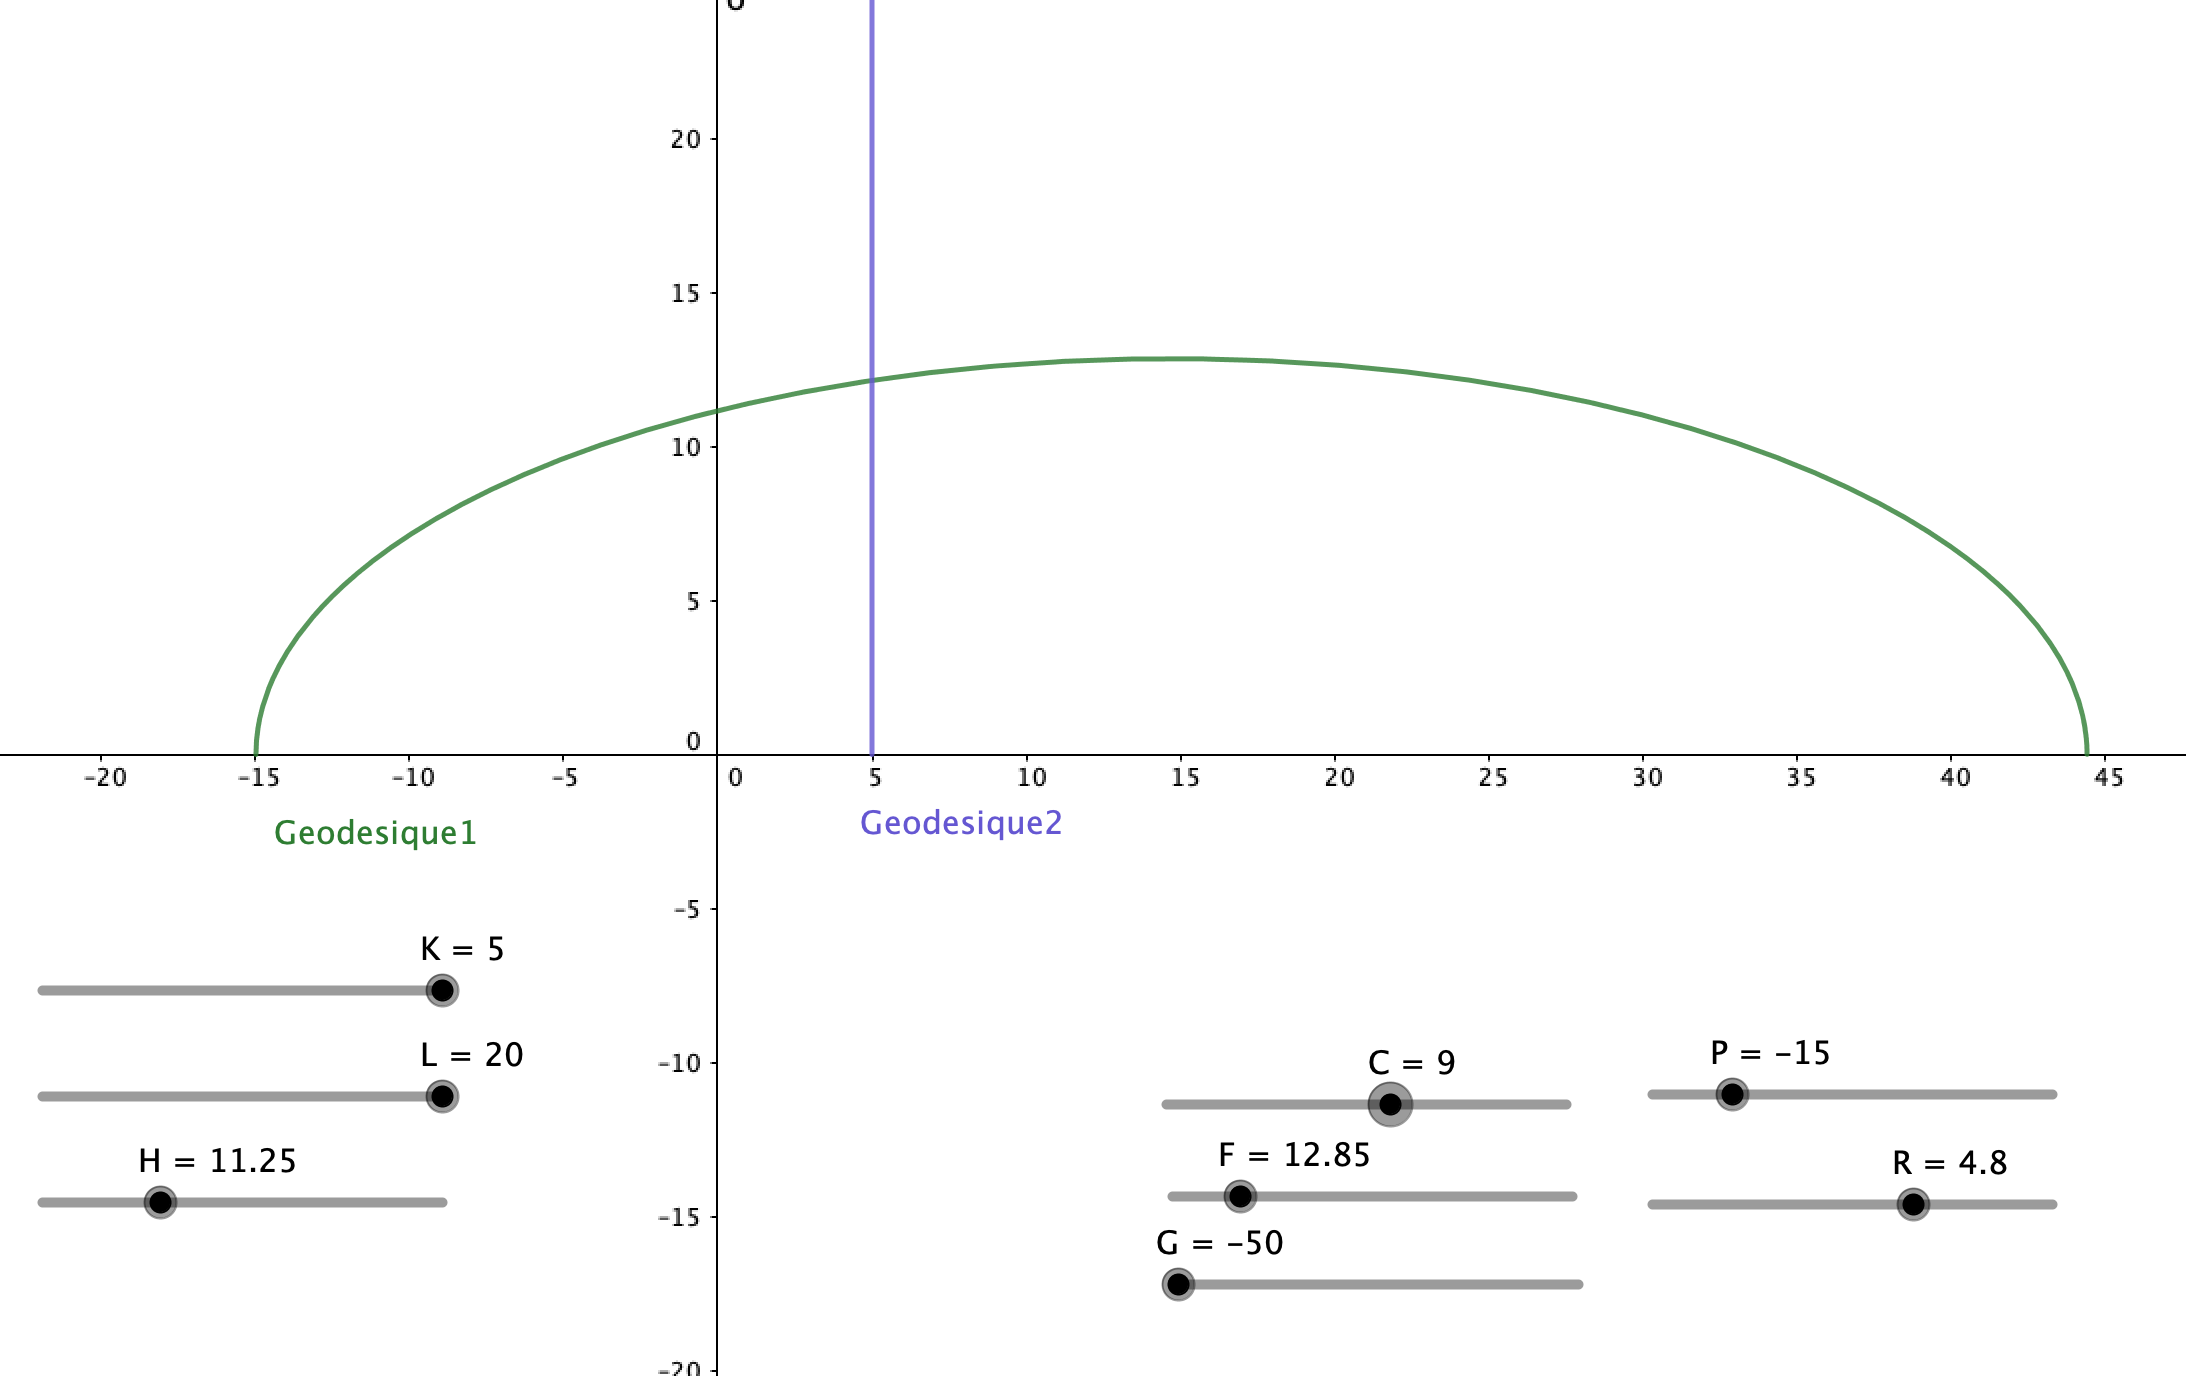 20
15
10
5
0
-20 -15 -10 -5 0 5 10 15 20 25 30 35 40 45
Geodesique1
Geodesique2
-5
K = 5
L = 20
-10
H = 11.25
-15
-20
C = 9
F = 12.85
G = -50
P = -15
R = 4.8